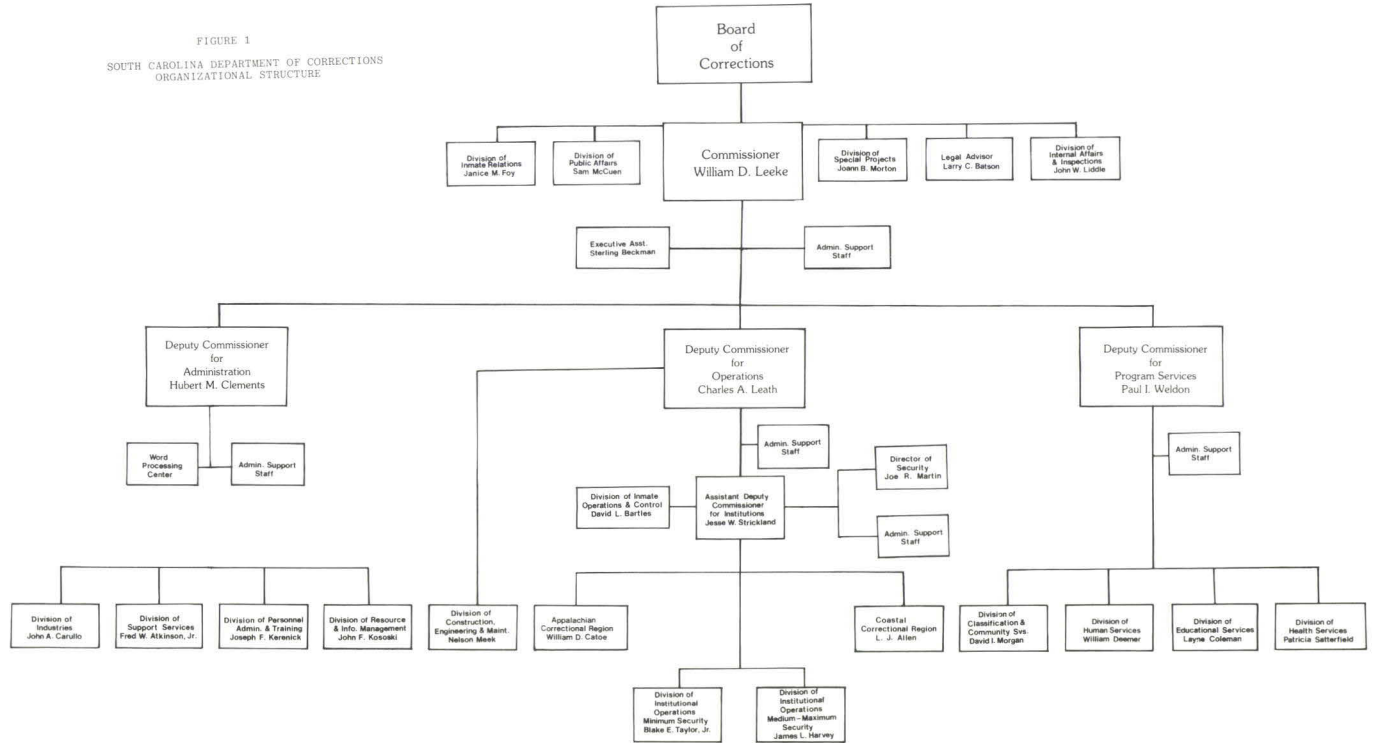 FIGURE 1
SOUTH CAROLINA DEPARTMENT OF CORRECTIONS
ORGANIZATIONAL STRUCTURE
Board
of
Corrections
Division of
Inmate Relations
Janice M. Foy
Division of
Public Affairs
Sam McCuen
Commissioner
William D. Leeke
Division of
Special Projects
Joann B. Morton
Legal Advisor
Larry C. Batson
Division of
Internal Affairs
& Inspections
John W. Liddle
Executive Asst.
Sterling Beckman
Admin. Support
Staff
Deputy Commissioner
for
Administration
Hubert M. Clements
Deputy Commissioner
for
Operations
Charles A. Leath
Deputy Commissioner
for
Program Services
Paul I. Weldon
Word
Processing
Center
Admin. Support
Staff
Admin. Support
Staff
Director of
Security
Joe R. Martin
Admin. Support
Staff
Division of Inmate
Operations & Control
David L. Bartles
Assistant Deputy
Commissioner
for Institutions
Jesse W. Strickland
Admin. Support
Staff
Division of
Industries
John A. Carullo
Division of
Support Services
Fred W. Atkinson, Jr.
Division of Personnel
Admin. & Training
Joseph F. Kerenick
Division of Resource
& Info. Management
John F. Kososki
Division of
Construction,
Engineering & Maint.
Nelson Meek
Appalachian
Correctional Region
William D. Catoe
Coastal
Correctional Region
L. J. Allen
Division of
Classification &
Community Svs.
David I. Morgan
Division of
Human Services
William Deemer
Division of
Educational Services
Layne Coleman
Division of
Health Services
Patricia Satterfield
Division of
Institutional
Operations
Minimum Security
Blake E. Taylor, Jr.
Division of
Institutional
Operations
Medium-Maximum
Security
James L. Harvey